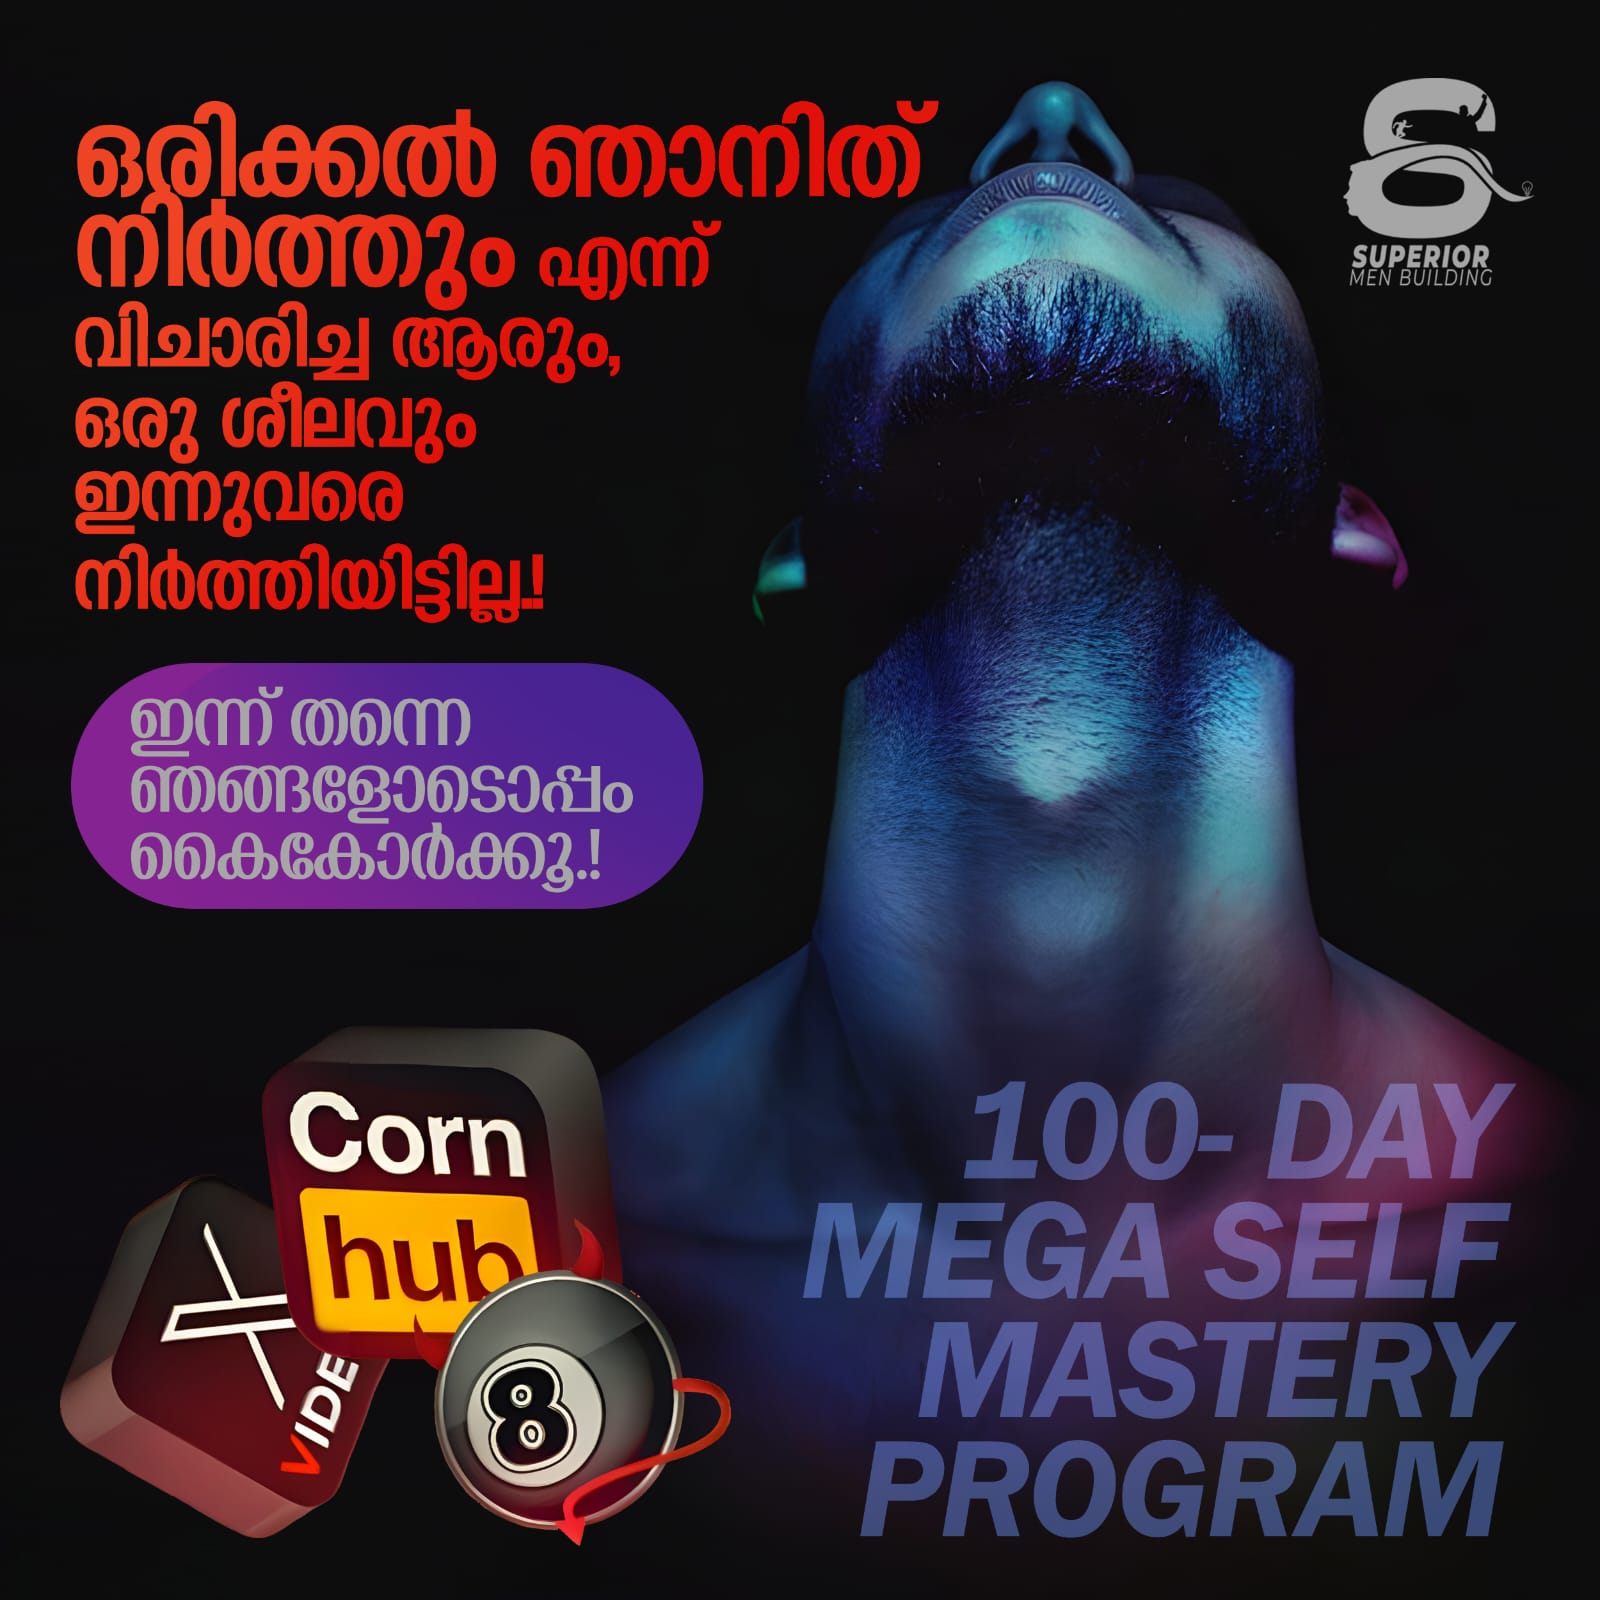 ഒരിക്കൽ ഞാനിത്
നിർത്തും എന്ന്
വിചാരിച്ച ആരും,
ഒരു ശീലവും
ഇന്നുവരെ
നിർത്തിയിട്ടില്ല.!
ഇന്ന് തന്നെ
ഞങ്ങളോടൊപ്പം
കൈകോർക്കൂ.!
SUPERIOR
MEN BUILDING
Corn
hub
X
VIDE
8
100- DAY
MEGA SELF
MASTERY
PROGRAM